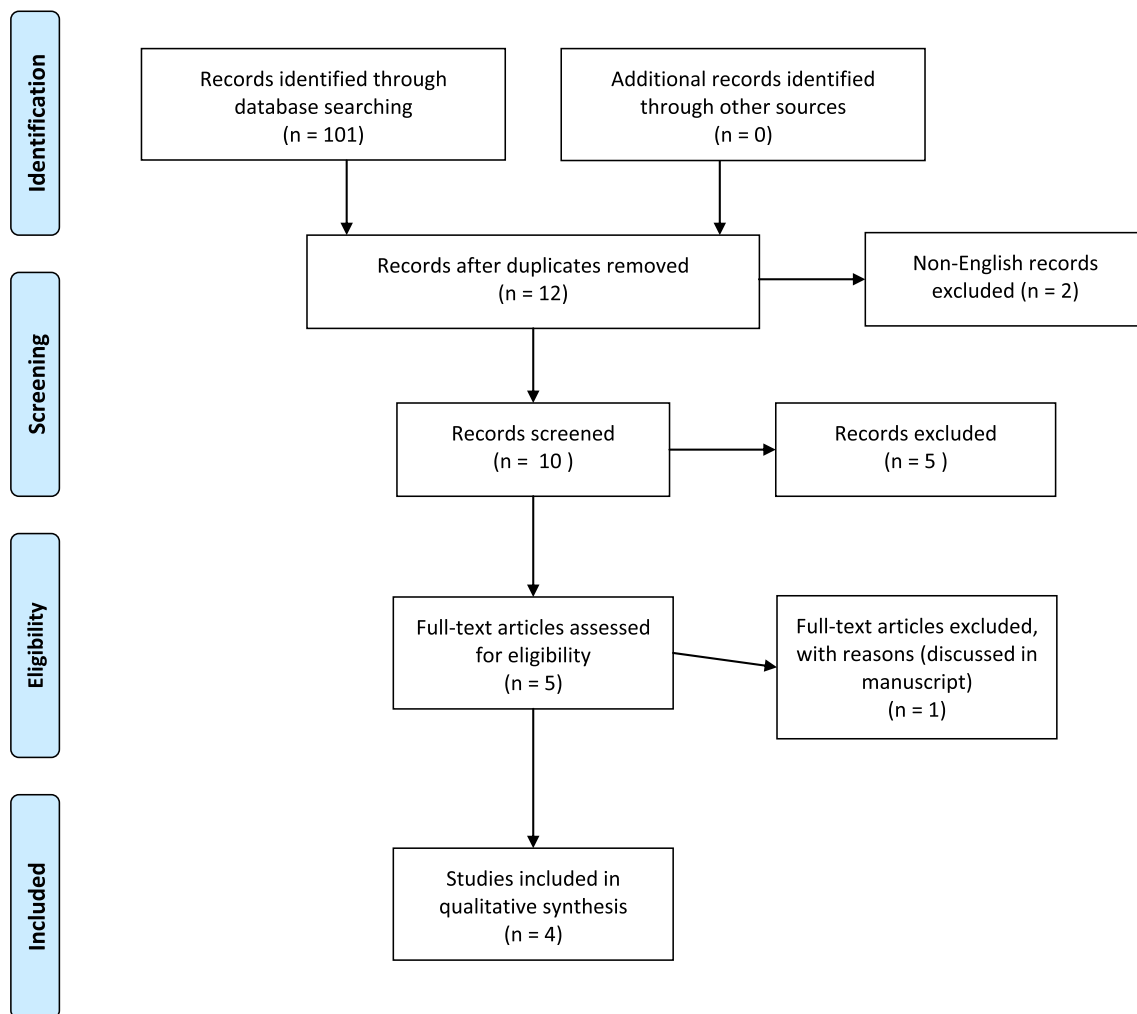 Identification
Records identified through
database searching
(n = 101)
Additional records identified
through other sources
(n = 0)
Records after duplicates removed
(n = 12)
Non-English records
excluded (n = 2)
Screening
Records screened
(n =  10 )
Records excluded
(n = 5 )
Eligibility
Full-text articles assessed
for eligibility
(n = 5)
Full-text articles excluded,
with reasons (discussed in
manuscript)
(n = 1)
Included
Studies included in
qualitative synthesis
(n = 4)